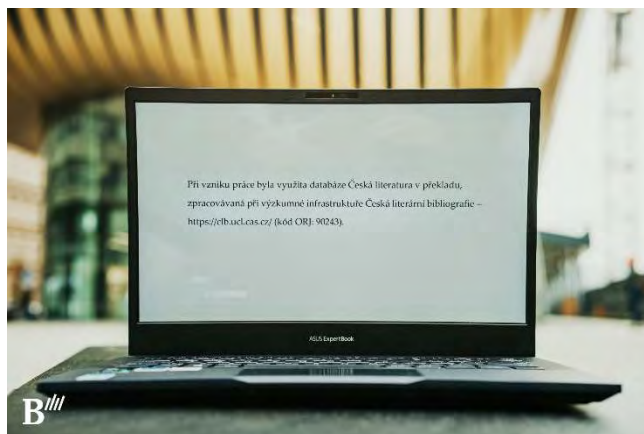 Při vzniku práce byla využita databáze Česká literatura v překladu,
zpracovávaná při výzkumné infrastruktuře Česká literární bibliografie –
https://clb.ucl.cas.cz/ (kód ORJ: 90243).
ASUS ExpertBook
B